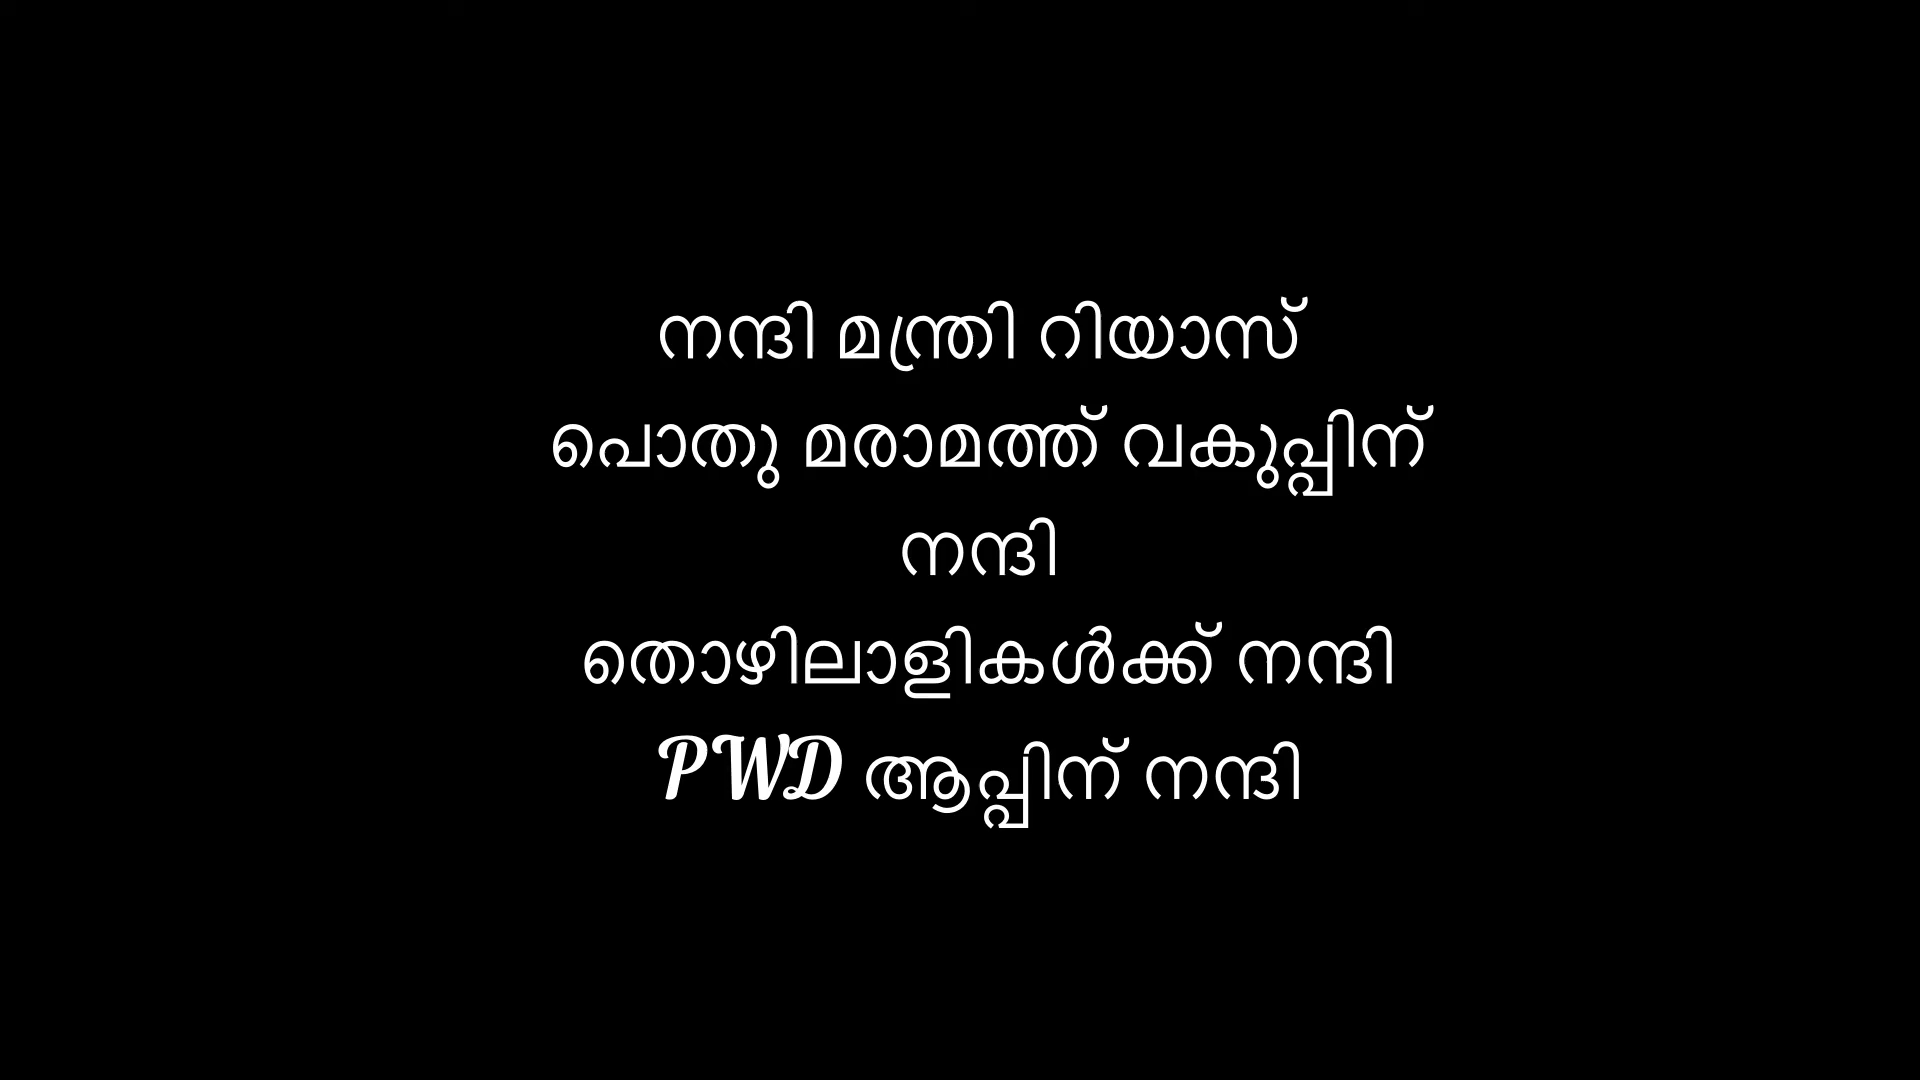 നന്ദി മന്ത്രി റിയാസ്
പൊതു മരാമത്ത് വകുപ്പിന്
നന്ദി
തൊഴിലാളികൾക്ക് നന്ദി
PWD ആപ്പിന് നന്ദി